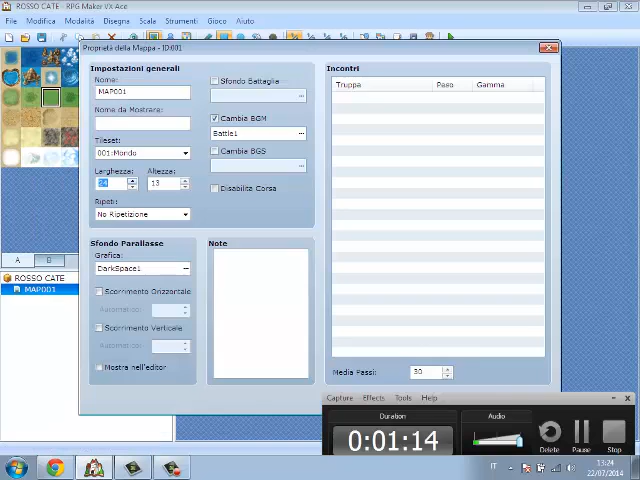 ROSSO CATE - RPG Maker VX Ace
File Modifica Modalità Disegna Scala Strumenti Gioco Aiuto
Proprietà della Mappa - ID:001
Impostazioni generali
Nome:
MAP001
Nome da Mostrare:
Tileset:
001:Mondo
Larghezza: Altezza:
24 13
Ripeti:
No Ripetizione
Sfondo Battaglia
Cambia BGM
Battle1
Cambia BGS
Disabilita Corsa
Incontri
Truppa Peso Gamma
Media Passi: 30
Sfondo Parallasse
Grafica:
DarkSpace1
Scorrimento Orizzontale
Automatico:
Scorrimento Verticale
Automatico:
Mostra nell'editor
Note
A B
ROSSO CATE
MAP001
Capture Effects Tools Help
Duration
0:01:14
Audio
Delete Pause Stop
IT
13:24
22/07/2014